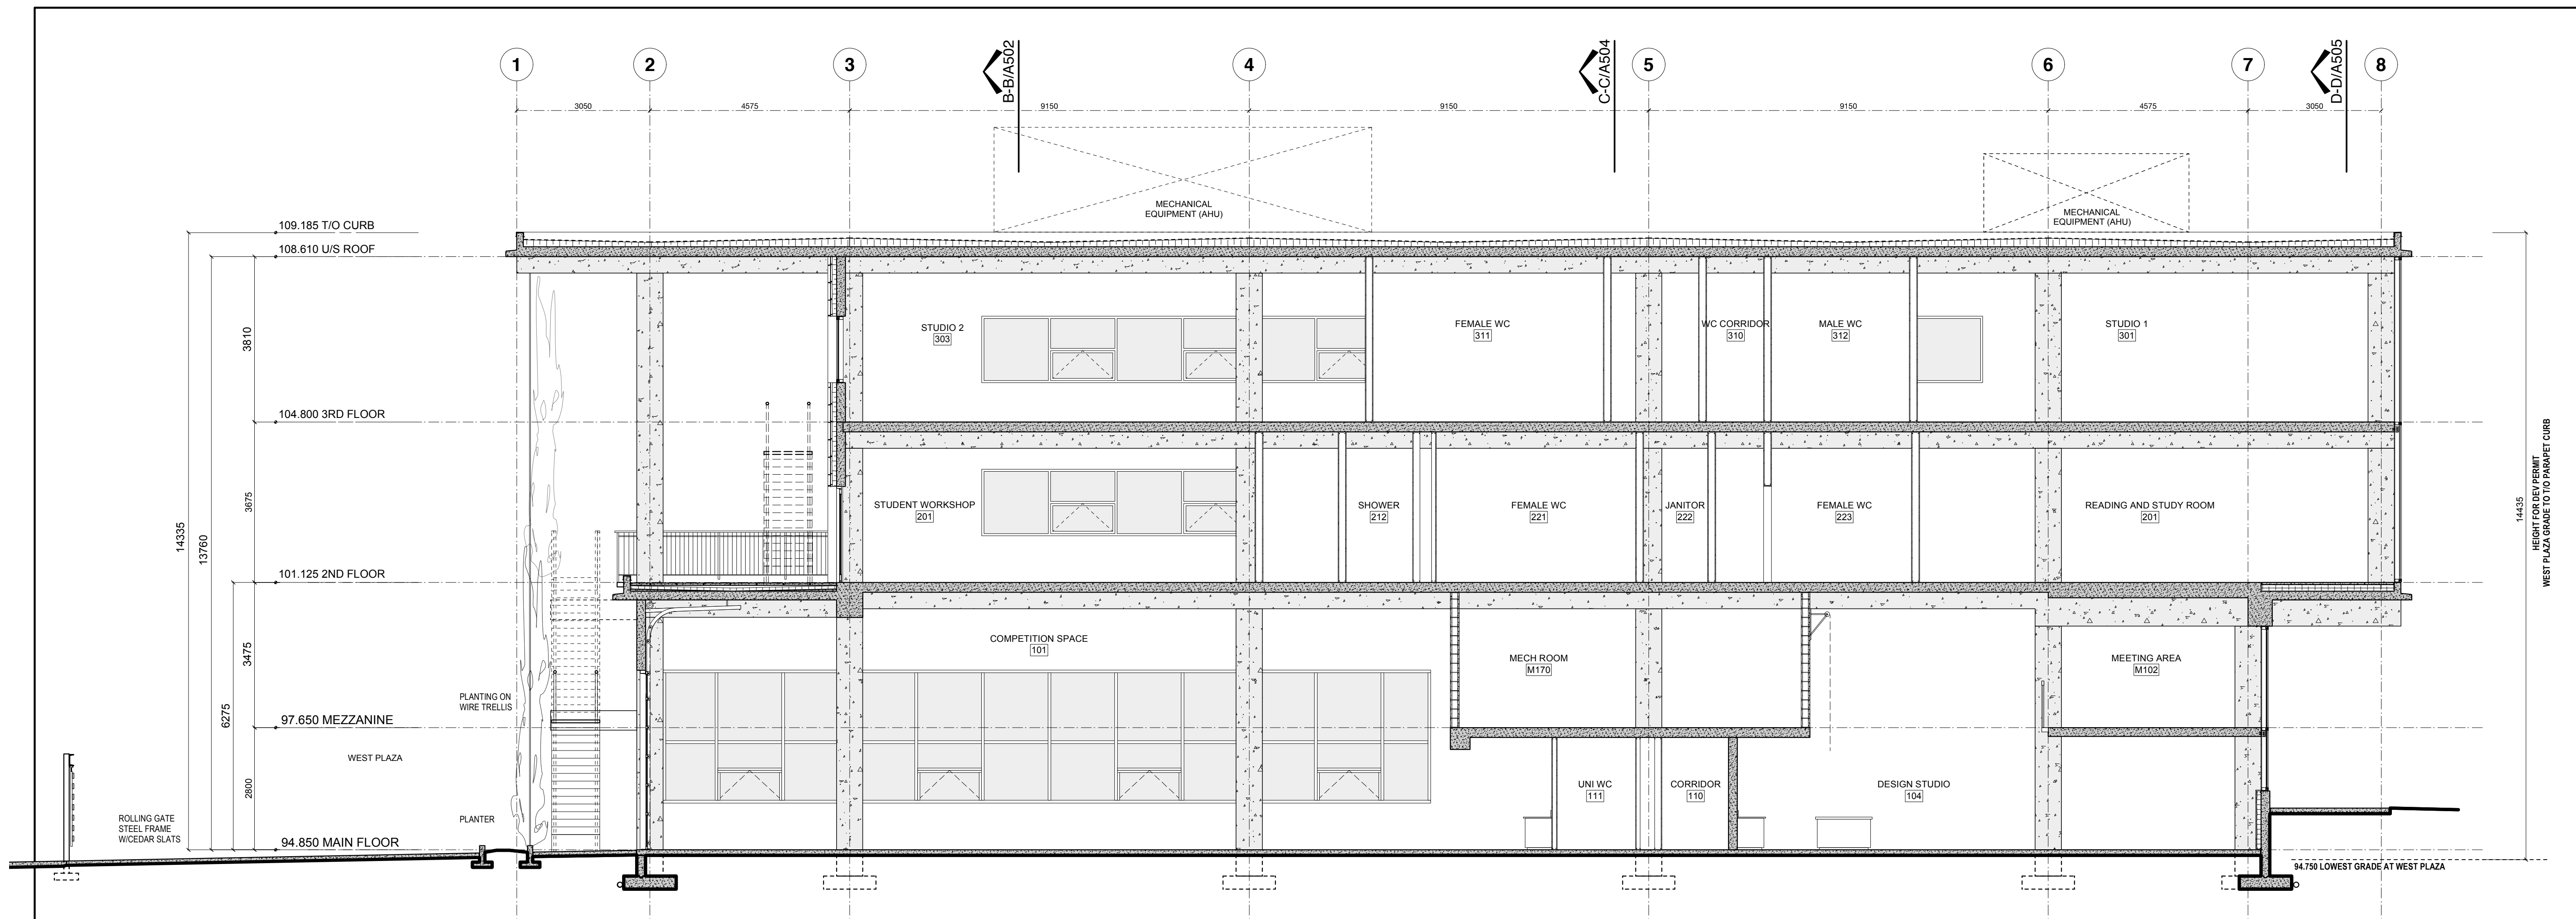 1
2
3
B-B/A502
4
C-C/A504
5
6
7
D-D/A505
8
3050
4575
9150
9150
9150
4575
3050
MECHANICAL
EQUIPMENT (AHU)
MECHANICAL
EQUIPMENT (AHU)
109.185 T/O CURB
108.610 U/S ROOF
3810
STUDIO 2
303
FEMALE WC
311
WC CORRIDOR
310
MALE WC
312
STUDIO 1
301
104.800 3RD FLOOR
3675
14335
13760
STUDENT WORKSHOP
201
SHOWER
212
FEMALE WC
221
JANITOR
222
FEMALE WC
223
READING AND STUDY ROOM
201
14435
HEIGHT FOR DEV PERMIT
WEST PLAZA GRADE TO T/O PARAPET CURB
101.125 2ND FLOOR
3475
6275
COMPETITION SPACE
101
MECH ROOM
M170
MEETING AREA
M102
PLANTING ON
WIRE TRELLIS
97.650 MEZZANINE
WEST PLAZA
2800
UNI WC
111
CORRIDOR
110
DESIGN STUDIO
104
ROLLING GATE
STEEL FRAME
W/CEDAR SLATS
PLANTER
94.850 MAIN FLOOR
94.750 LOWEST GRADE AT WEST PLAZA